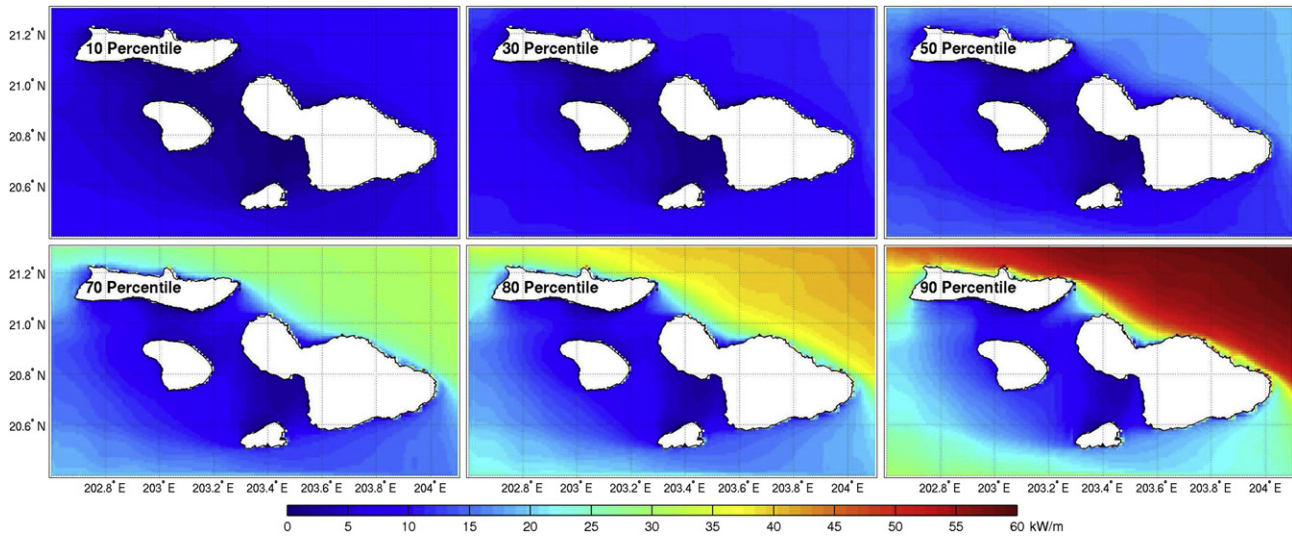 10 Percentile
30 Percentile
50 Percentile
21.2° N
21.0° N
20.8° N
20.6° N
70 Percentile
80 Percentile
90 Percentile
21.2° N
21.0° N
20.8° N
20.6° N
202.8° E 203° E 203.2° E 203.4° E 203.6° E 203.8° E 204° E
202.8° E 203° E 203.2° E 203.4° E 203.6° E 203.8° E 204° E
202.8° E 203° E 203.2° E 203.4° E 203.6° E 203.8° E 204° E
0 5 10 15 20 25 30 35 40 45 50 55 60 kW/m